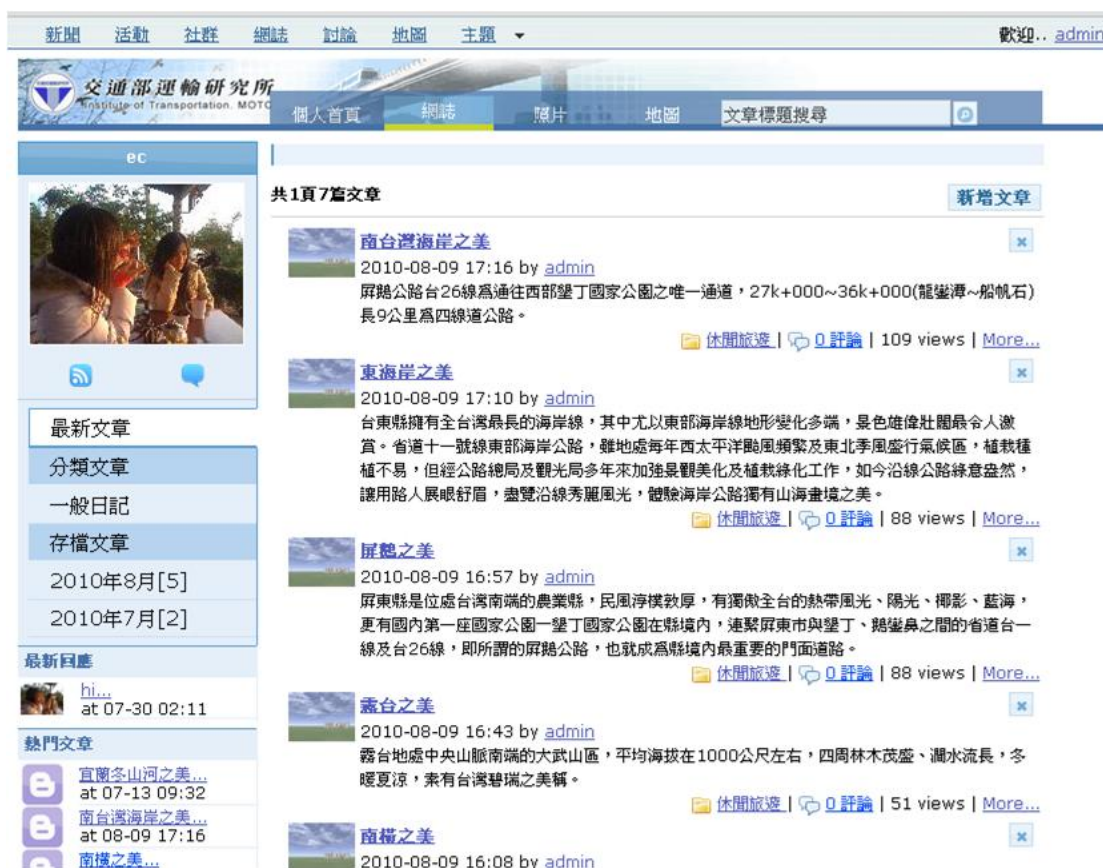 新聞 活動 社群 網誌 討論 地圖 主題 歡迎.. admin
交通部運輸研究所
Institute of Transportation. MOTC
個人首頁 網誌 照片 地圖 文章標題搜尋
ec
共1頁7篇文章 新增文章
南台灣海岸之美
2010-08-09 17:16 by admin
屏鵝公路台26線為通往西部墾丁國家公園之唯一通道，27k+000~36k+000(龍鑾潭~船帆石)
長9公里為四線道公路。
休閒旅遊 | 0 評論 | 109 views | More...
東海岸之美
2010-08-09 17:10 by admin
台東縣擁有全台灣最長的海岸線，其中尤以東部海岸線地形變化多端，景色雄偉壯闊最令人激
賞。省道十一號線東部海岸公路，雖地處每年西太平洋颱風頻繁及東北季風盛行氣候區，植栽種
植不易，但經公路總局及觀光局多年來加強景觀美化及植栽綠化工作，如今沿線公路綠意盎然，
讓用路人展眼舒眉，盡覽沿線秀麗風光，體驗海岸公路獨有山海畫境之美。
休閒旅遊 | 0 評論 | 88 views | More...
屏鵝之美
2010-08-09 16:57 by admin
屏東縣是位處台灣南端的農業縣，民風淳樸敦厚，有獨傲全台的熱帶風光、陽光、椰影、藍海，
更有國內第一座國家公園─墾丁國家公園在縣境內，連繫屏東市與墾丁、鵝鑾鼻之間的省道台一
線及台26線，即所謂的屏鵝公路，也就成為縣境內最重要的門面道路。
休閒旅遊 | 0 評論 | 88 views | More...
霧台之美
2010-08-09 16:43 by admin
霧台地處中央山脈南端的大武山區，平均海拔在1000公尺左右，四周林木茂盛、澗水流長，冬
暖夏涼，素有台灣碧瑞之美稱。
休閒旅遊 | 0 評論 | 51 views | More...
南橫之美
2010-08-09 16:08 by admin
最新文章
分類文章
一般日記
存檔文章
2010年8月[5]
2010年7月[2]
最新回應
hi...
at 07-30 02:11
熱門文章
宜蘭冬山河之美...
at 07-13 09:32
南台灣海岸之美...
at 08-09 17:16
南橫之美...